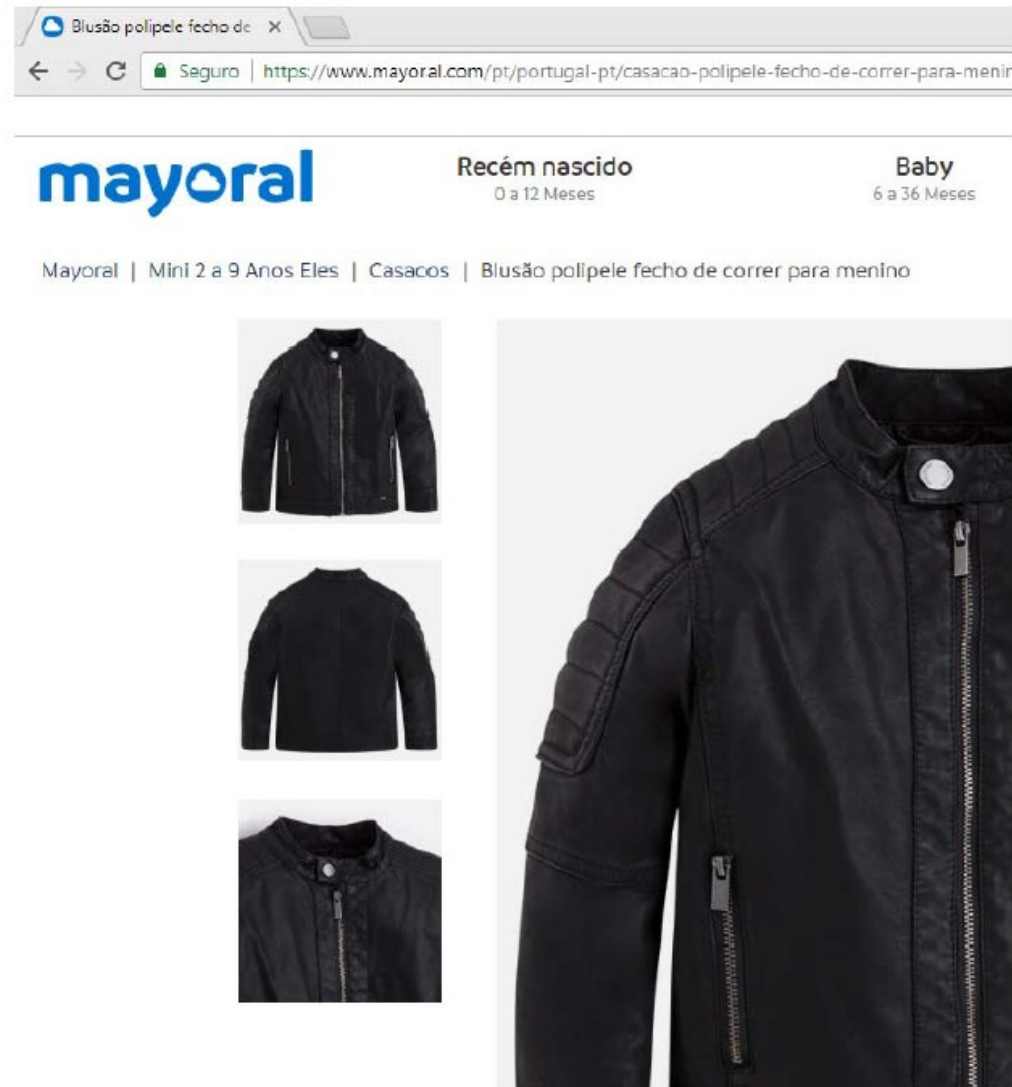 Blusão polipele fecho de
Seguro | https://www.mayoral.com/pt/portugal-pt/casacao-polipele-fecho-de-correr-para-menin
mayoral
Recém nascido
0 a 12 Meses
Baby
6 a 36 Meses
Mayoral | Mini 2 a 9 Anos Eles | Casacos | Blusão polipele fecho de correr para menino